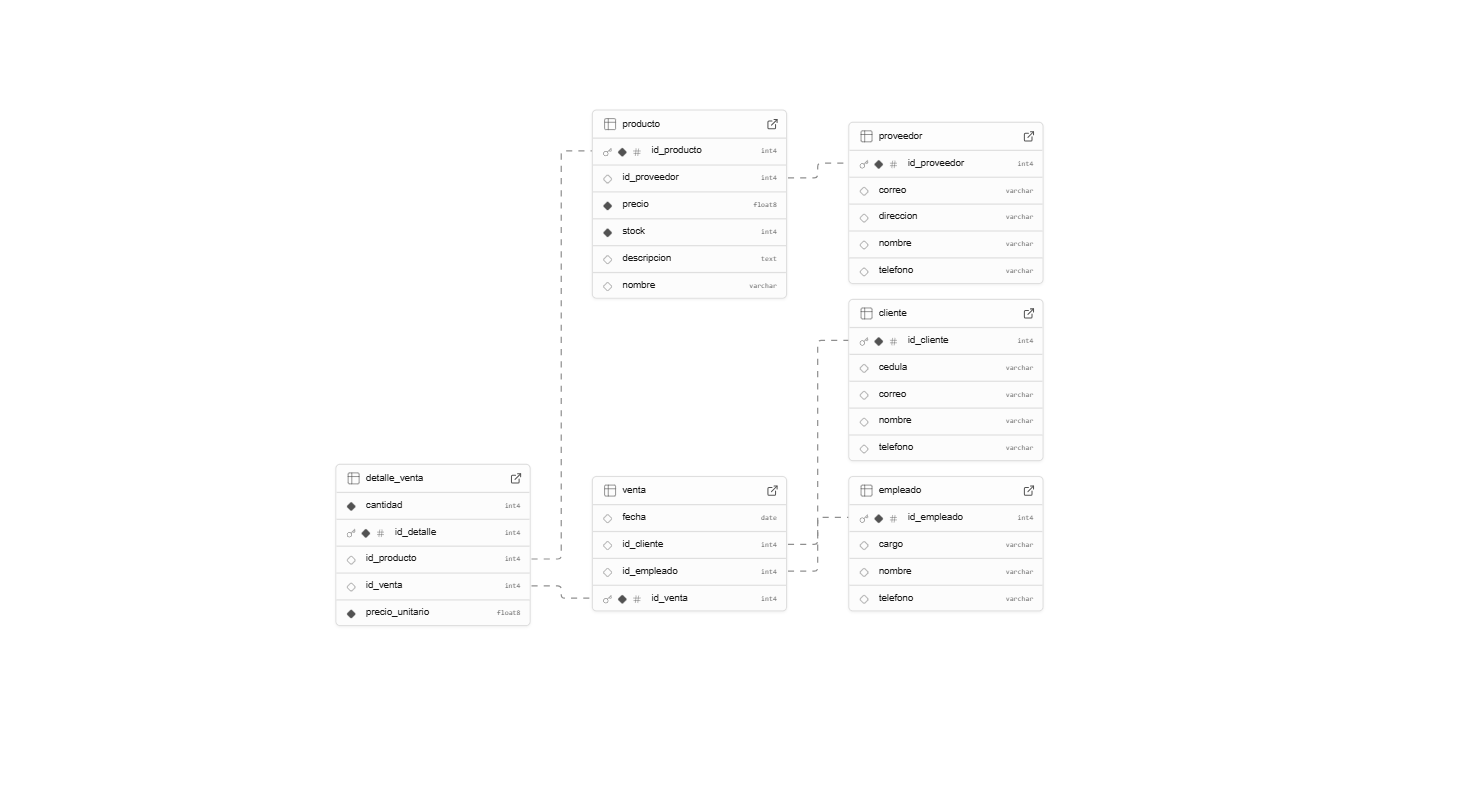 producto
id_producto int4
id_proveedor int4
precio float8
stock int4
descripcion text
nombre varchar
proveedor
id_proveedor int4
correo varchar
direccion varchar
nombre varchar
telefono varchar
cliente
id_cliente int4
cedula varchar
correo varchar
nombre varchar
telefono varchar
detalle_venta
cantidad int4
id_detalle int4
id_producto int4
id_venta int4
precio_unitario float8
venta
fecha date
id_cliente int4
id_empleado int4
id_venta int4
empleado
id_empleado int4
cargo varchar
nombre varchar
telefono varchar